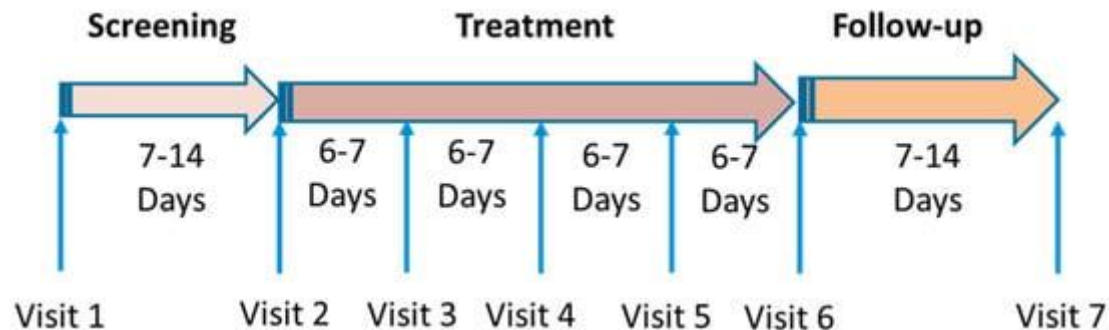 Screening Treatment Follow-up
7-14 6-7 6-7 6-7 6-7 7-14
Days Days Days Days Days Days
Visit 1 Visit 2 Visit 3 Visit 4 Visit 5 Visit 6 Visit 7